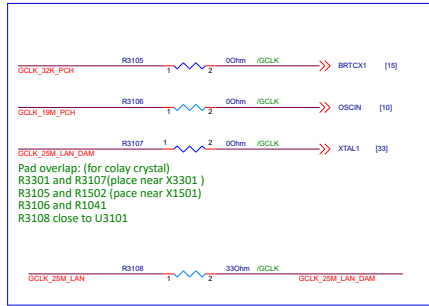 R3105 0Ohm /GCLK
GCLK_32K_PCH 1 2 BRTCX1 [15]
R3106 0Ohm /GCLK
GCLK_19M_PCH 1 2 OSCIN [10]
R3107 1 2 0Ohm /GCLK
GCLK_25M_LAN_DAM XTAL1 [33]
Pad overlap: (for colay crystal)
R3301 and R3107(place near X3301 )
R3105 and R1502 (pace near X1501)
R3106 and R1041
R3108 close to U3101
R3108 33Ohm /GCLK
GCLK_25M_LAN 1 2 GCLK_25M_LAN_DAM